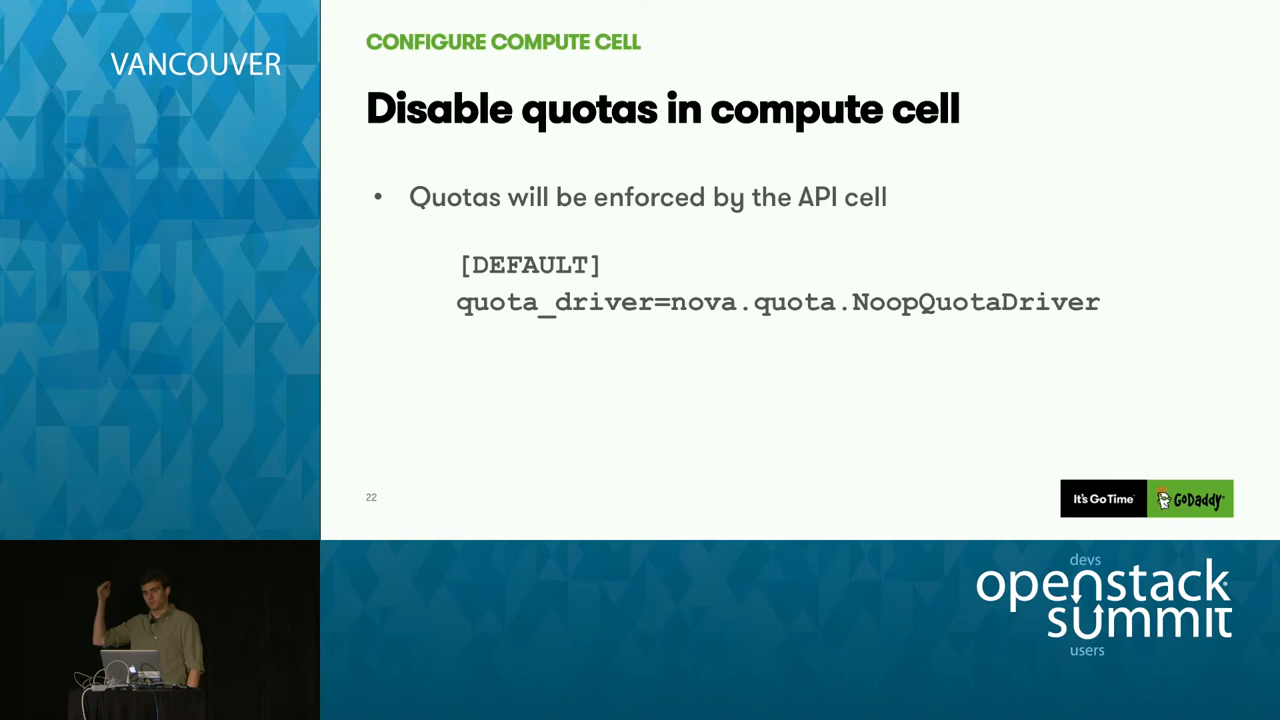 VANCOUVER
CONFIGURE COMPUTE CELL
Disable quotas in compute cell
• Quotas will be enforced by the API cell
[DEFAULT]
quota_driver=nova.quota.NoopQuotaDriver
22
It's Go Time
GoDaddy
devs
openstack
summit
users